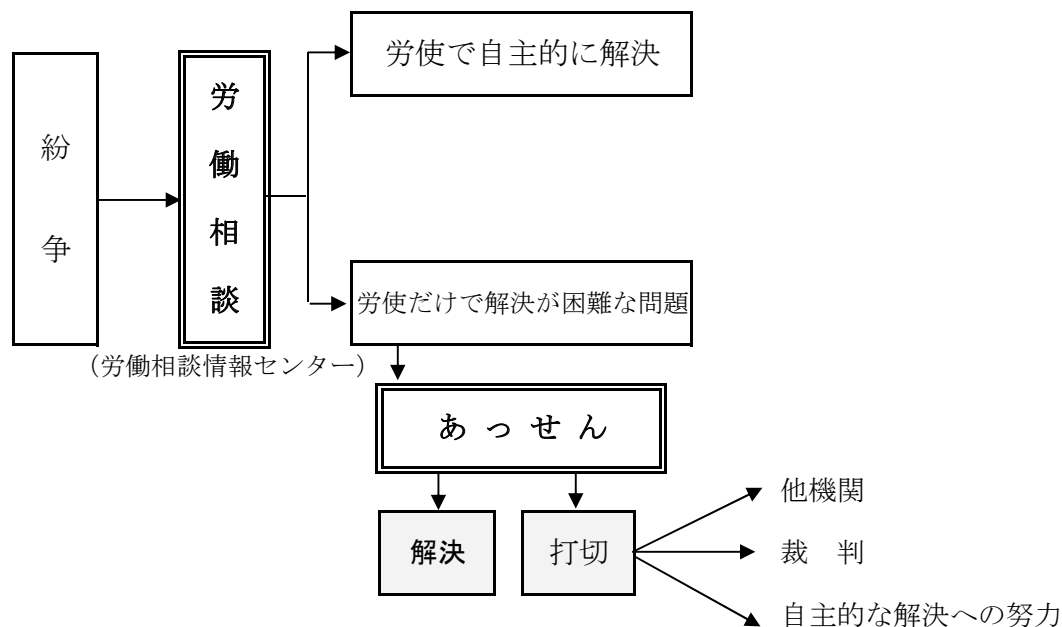 紛争
労働相談
(労働相談情報センター)
労使で自主的に解決
労使だけで解決が困難な問題
あっせん
解決
打切
他機関
裁　判
自主的な解決への努力